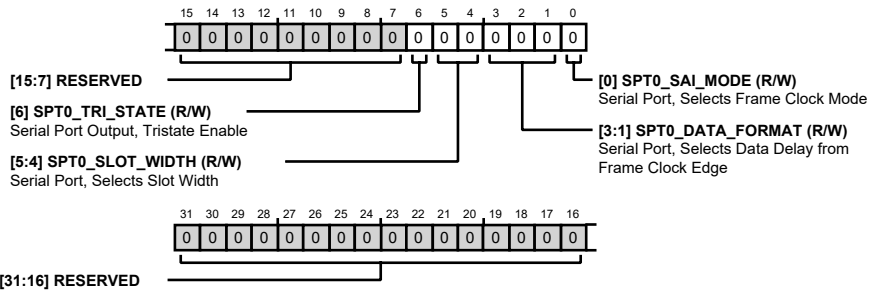 15 14 13 12 11 10 9 8 7 6 5 4 3 2 1 0
0 0 0 0 0 0 0 0 0 0 0 0 0 0 0 0
[15:7] RESERVED
[6] SPT0_TRI_STATE (R/W)
Serial Port Output, Tristate Enable
[5:4] SPT0_SLOT_WIDTH (R/W)
Serial Port, Selects Slot Width
[0] SPT0_SAI_MODE (R/W)
Serial Port, Selects Frame Clock Mode
[3:1] SPT0_DATA_FORMAT (R/W)
Serial Port, Selects Data Delay from
Frame Clock Edge
31 30 29 28 27 26 25 24 23 22 21 20 19 18 17 16
0 0 0 0 0 0 0 0 0 0 0 0 0 0 0 0
[31:16] RESERVED